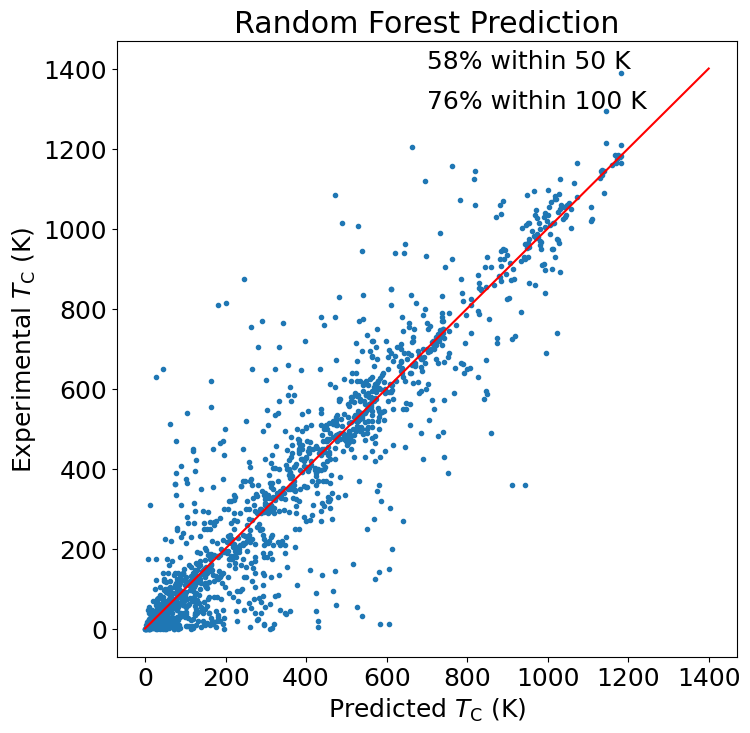 Random Forest Prediction
58% within 50 K
76% within 100 K
Experimental T_C (K)
1400
1200
1000
800
600
400
200
0
0 200 400 600 800 1000 1200 1400
Predicted T_C (K)